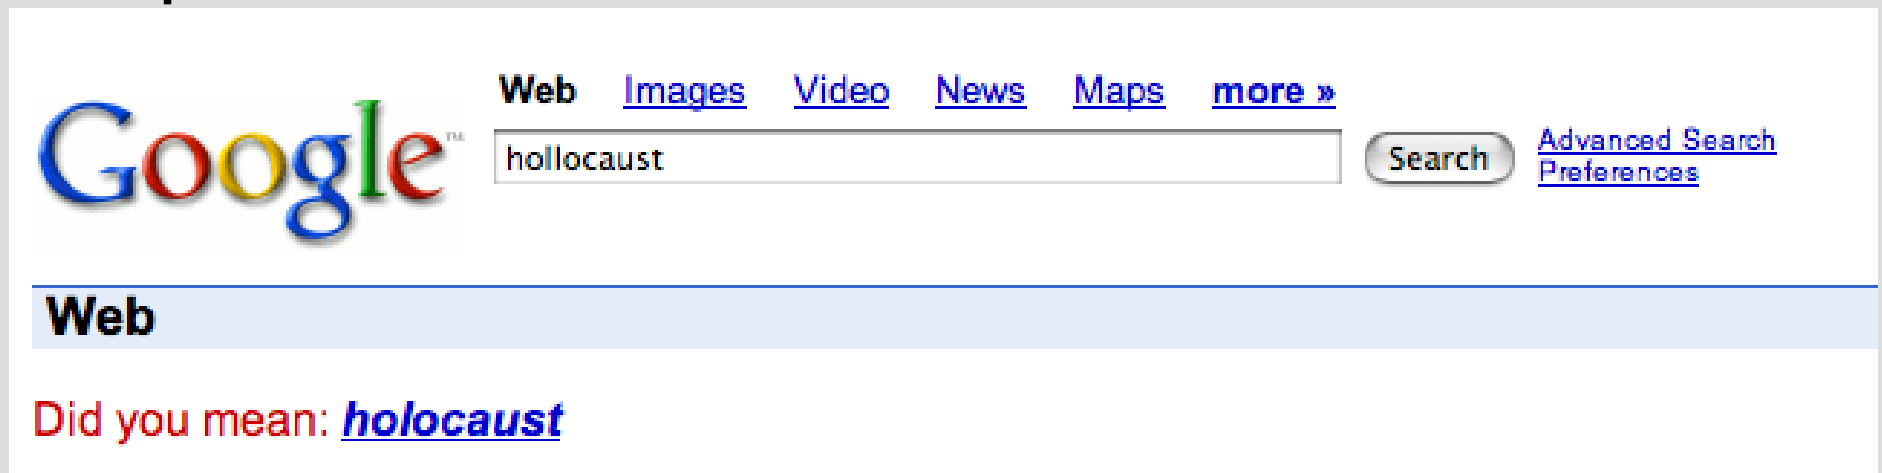 Web Images Video News Maps more »
Google™
hollocaust
Search
Advanced Search
Preferences
Web
Did you mean: holocaust